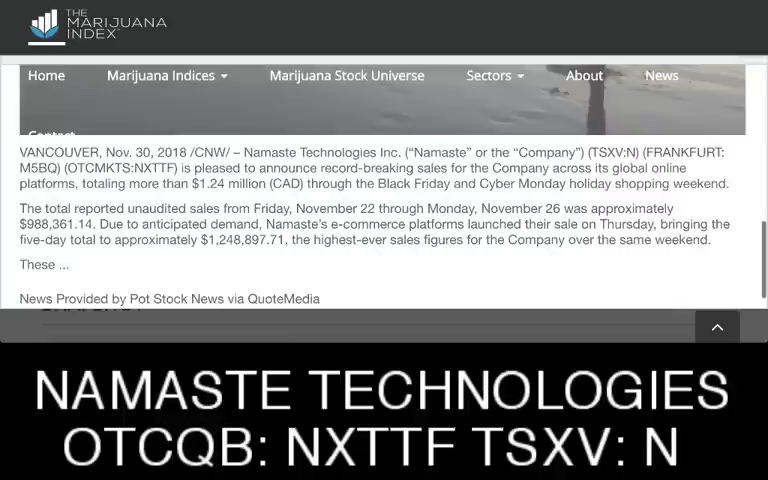 THE
MARIJUANA
INDEX
Home Marijuana Indices Marijuana Stock Universe Sectors About News
Contact
VANCOUVER, Nov. 30, 2018 /CNW/ – Namaste Technologies Inc. (“Namaste” or the “Company”) (TSXV:N) (FRANKFURT:
M5BQ) (OTCMKTS:NXTTF) is pleased to announce record-breaking sales for the Company across its global online
platforms, totaling more than $1.24 million (CAD) through the Black Friday and Cyber Monday holiday shopping weekend.
The total reported unaudited sales from Friday, November 22 through Monday, November 26 was approximately
$988,361.14. Due to anticipated demand, Namaste’s e-commerce platforms launched their sale on Thursday, bringing the
five-day total to approximately $1,248,897.71, the highest-ever sales figures for the Company over the same weekend.
These ...
News Provided by Pot Stock News via QuoteMedia
NAMASTE TECHNOLOGIES
OTCQB: NXTTF TSXV: N